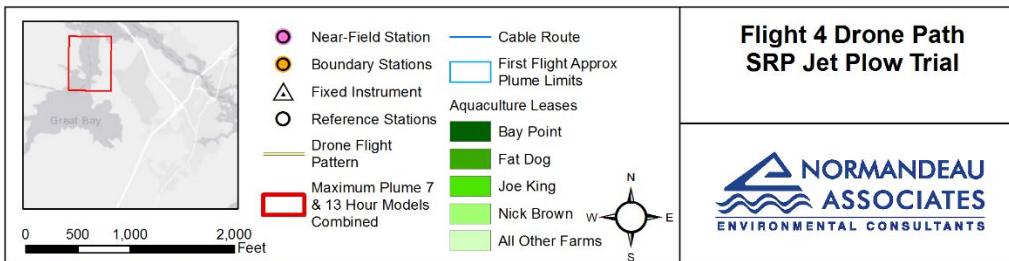 Great Bay
0 500 1,000 2,000
Feet
Near-Field Station
Boundary Stations
Fixed Instrument
Reference Stations
Drone Flight
Pattern
Maximum Plume 7
& 13 Hour Models
Combined
Cable Route
First Flight Approx
Plume Limits
Aquaculture Leases
Bay Point
Fat Dog
Joe King
Nick Brown
All Other Farms
N
W E
S
Flight 4 Drone Path
SRP Jet Plow Trial
NORMANDEAU
ASSOCIATES
ENVIRONMENTAL CONSULTANTS